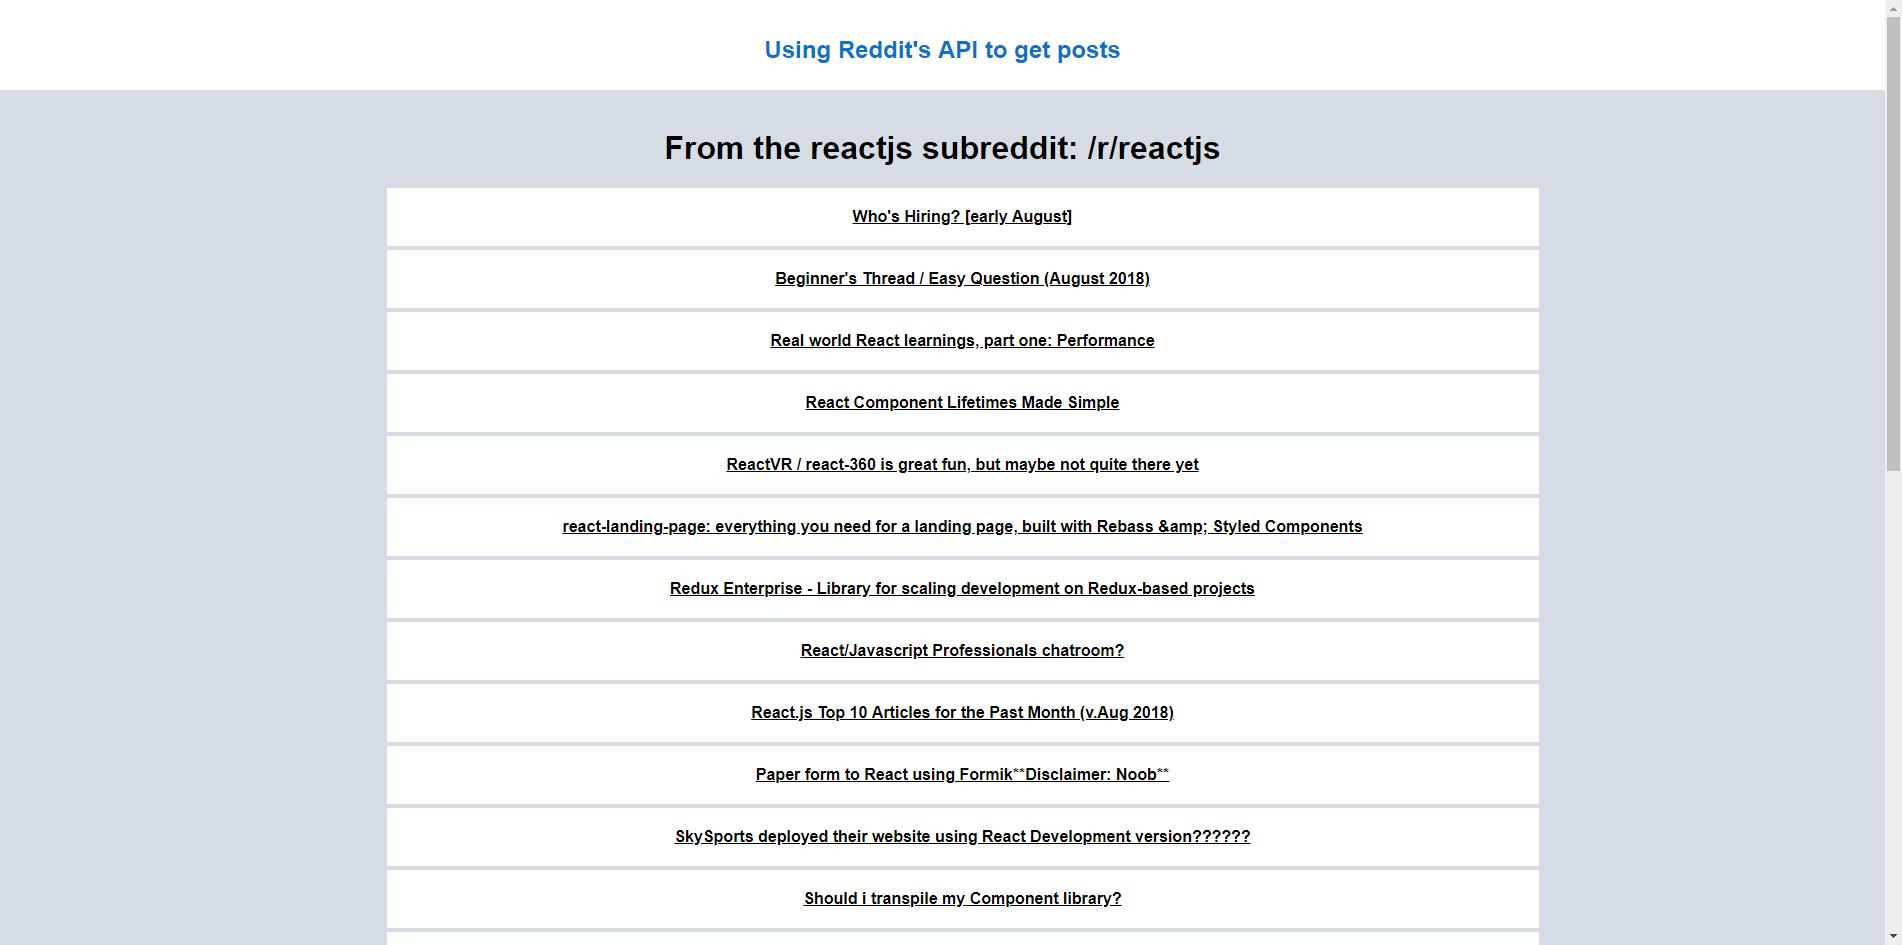 Using Reddit's API to get posts
From the reactjs subreddit: /r/reactjs
Who's Hiring? [early August]
Beginner's Thread / Easy Question (August 2018)
Real world React learnings, part one: Performance
React Component Lifetimes Made Simple
ReactVR / react-360 is great fun, but maybe not quite there yet
react-landing-page: everything you need for a landing page, built with Rebass &amp; Styled Components
Redux Enterprise - Library for scaling development on Redux-based projects
React/Javascript Professionals chatroom?
React.js Top 10 Articles for the Past Month (v.Aug 2018)
Paper form to React using Formik**Disclaimer: Noob**
SkySports deployed their website using React Development version??????
Should i transpile my Component library?